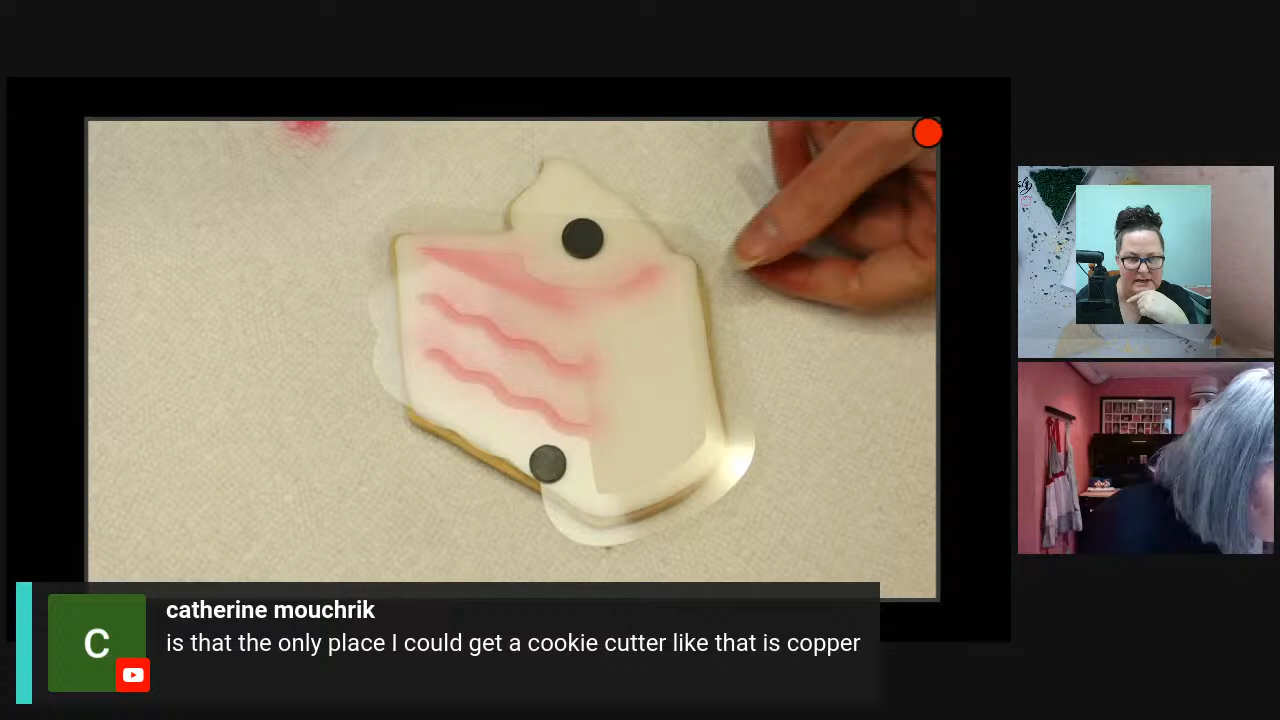 C
catherine mouchrik
is that the only place I could get a cookie cutter like that is copper